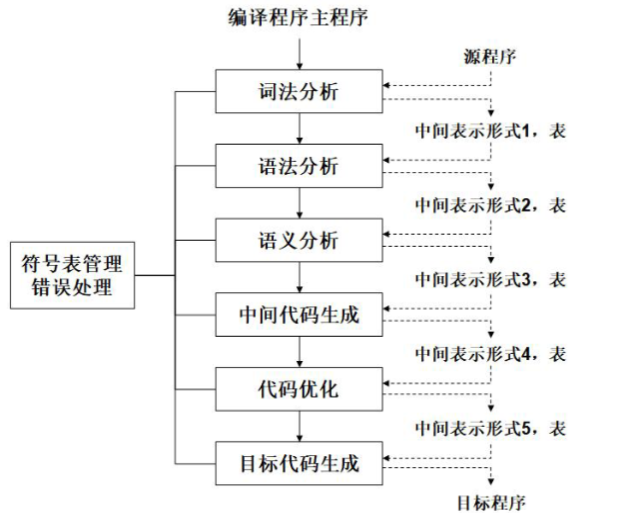 编译程序主程序
源程序
词法分析
中间表示形式1，表
语法分析
中间表示形式2，表
语义分析
符号表管理
错误处理
中间表示形式3，表
中间代码生成
中间表示形式4，表
代码优化
中间表示形式5，表
目标代码生成
目标程序